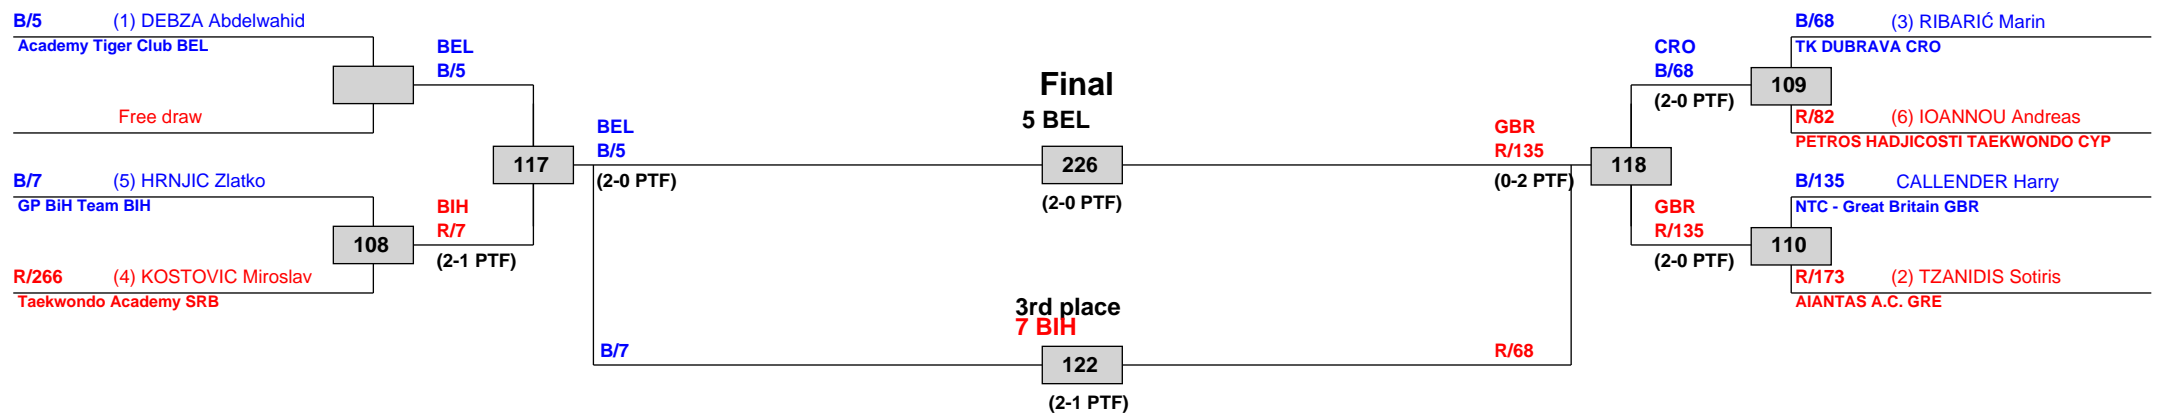 B/5 (1) DEBZA Abdelwahid
Academy Tiger Club BEL
Free draw
BEL
B/5
B/7 (5) HRNJIC Zlatko
GP BiH Team BIH
108
R/266 (4) KOSTOVIC Miroslav
Taekwondo Academy SRB
BIH
R/7
(2-1 PTF)
117
BEL
B/5
(2-0 PTF)
Final
5 BEL
226
(2-0 PTF)
3rd place
7 BIH
B/7
122
(2-1 PTF)
R/68
GBR
R/135
(0-2 PTF)
118
CRO
B/68
(2-0 PTF)
GBR
R/135
(2-0 PTF)
B/68 (3) RIBARIĆ Marin
TK DUBRAVA CRO
109
R/82 (6) IOANNOU Andreas
PETROS HADJICOSTI TAEKWONDO CYP
B/135 CALLENDER Harry
NTC - Great Britain GBR
110
R/173 (2) TZANIDIS Sotiris
AIANTAS A.C. GRE